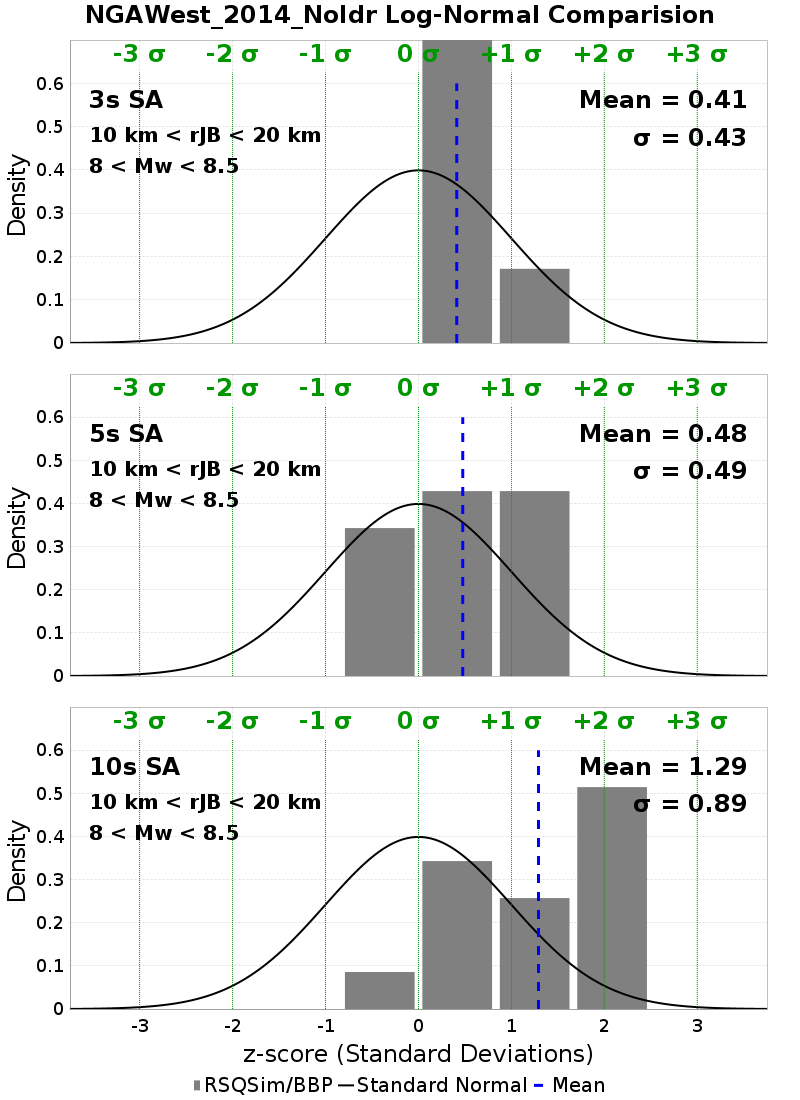 NGAWest_2014_NoIdr Log-Normal Comparision
-3 σ -2 σ -1 σ 0 σ +1 σ +2 σ +3 σ
0.6
3s SA Mean = 0.41
0.5
10 km < rJB < 20 km σ = 0.43
8 < Mw < 8.5
0.4
0.3
0.2
0.1
0
Density
-3 σ -2 σ -1 σ 0 σ +1 σ +2 σ +3 σ
0.6
5s SA Mean = 0.48
0.5
10 km < rJB < 20 km σ = 0.49
8 < Mw < 8.5
0.4
0.3
0.2
0.1
0
Density
-3 σ -2 σ -1 σ 0 σ +1 σ +2 σ +3 σ
0.6
10s SA Mean = 1.29
0.5
10 km < rJB < 20 km σ = 0.89
8 < Mw < 8.5
0.4
0.3
0.2
0.1
0
Density
-3 -2 -1 0 1 2 3
z-score (Standard Deviations)
RSQSim/BBP Standard Normal Mean